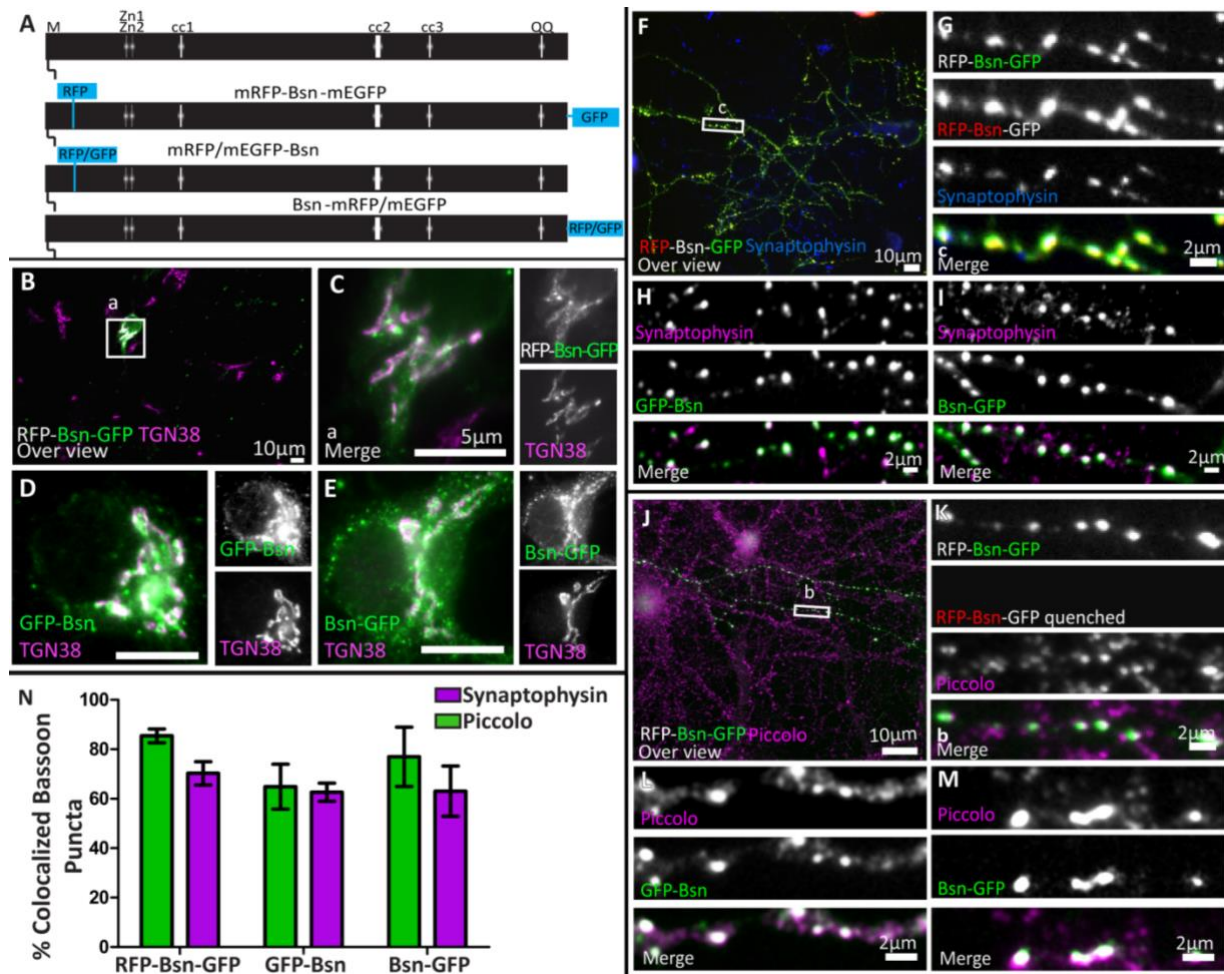 A
M
Zn1
Zn2
cc1
cc2
cc3
QQ
RFP
mRFP-Bsn-mEGFP
GFP
RFP/GFP
mRFP/mEGFP-Bsn
Bsn-mRFP/mEGFP
RFP/GFP
B
a
RFP-Bsn-GFP TGN38
Over view
10µm
C
a
Merge
5µm
RFP-Bsn-GFP
TGN38
D
GFP-Bsn
TGN38
GFP-Bsn
TGN38
E
Bsn-GFP
TGN38
Bsn-GFP
TGN38
F
c
RFP-Bsn-GFP Synaptophysin
Over view
10µm
G
RFP-Bsn-GFP
RFP-Bsn-GFP
Synaptophysin
c
Merge
2µm
H
Synaptophysin
GFP-Bsn
Merge
2µm
I
Synaptophysin
Bsn-GFP
Merge
2µm
J
b
RFP-Bsn-GFP Piccolo
Over view
10µm
K
RFP-Bsn-GFP
RFP-Bsn-GFP quenched
Piccolo
b
Merge
2µm
L
Piccolo
GFP-Bsn
Merge
2µm
M
Piccolo
Bsn-GFP
Merge
2µm
N
% Colocalized Bassoon
Puncta
100
80
60
40
20
0
Synaptophysin
Piccolo
RFP-Bsn-GFP
GFP-Bsn
Bsn-GFP